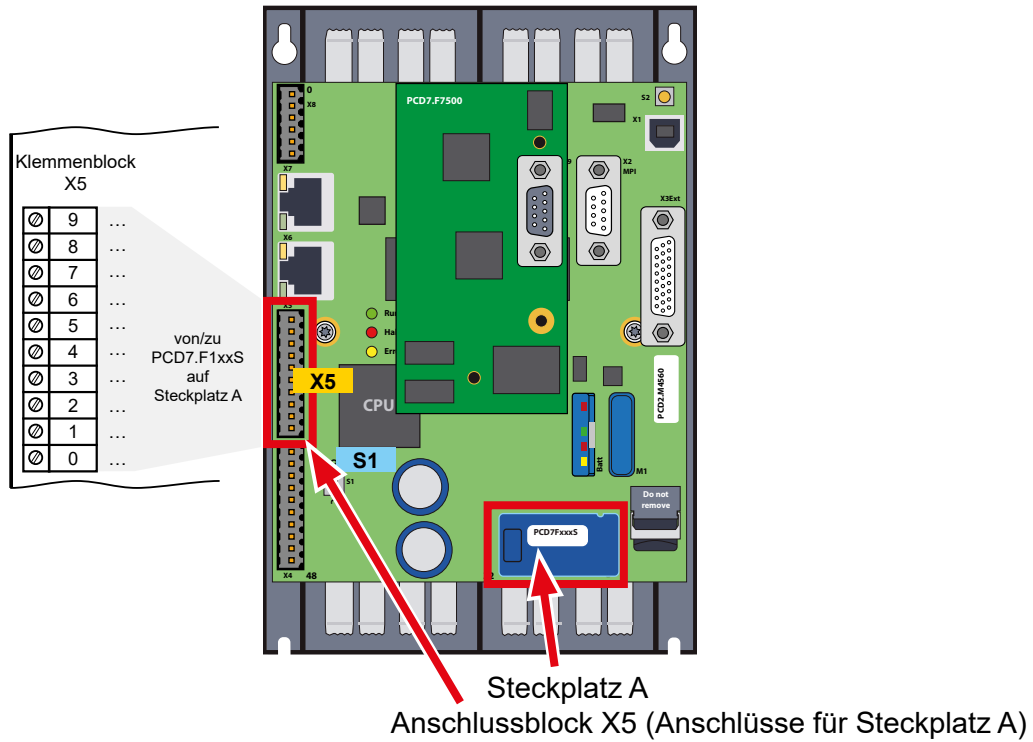 Klemmenblock
X5
9 ...
8 ...
7 ...
6 ...
5 ...
4 ...
3 ...
2 ...
1 ...
0 ...
von/zu
PCD7.F1xxS
auf
Steckplatz A
0
X8
X7
X6
X5
PCD7.F7500
S2
X1
9
X2
MPI
X3Ext
Run
Hal
Err
X5
CPU
S1
S1
PCD2.M4560
Batt
M1
Do not
remove
PCD7FxxxS
2
X4
48
Steckplatz A
Anschlussblock X5 (Anschlüsse für Steckplatz A)